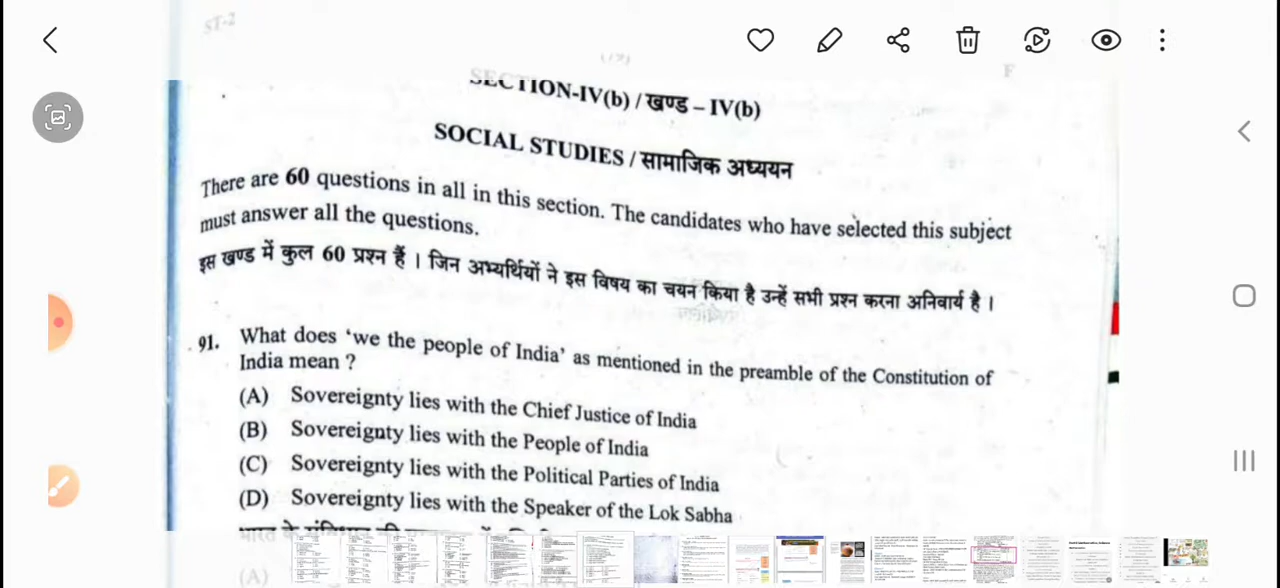 ST-2
F
SECTION-IV(b) / खण्ड – IV(b)
SOCIAL STUDIES / सामाजिक अध्ययन
There are 60 questions in all in this section. The candidates who have selected this subject
must answer all the questions.
इस खण्ड में कुल 60 प्रश्न हैं । जिन अभ्यर्थियों ने इस विषय का चयन किया है उन्हें सभी प्रश्न करना अनिवार्य है ।
91. What does ‘we the people of India’ as mentioned in the preamble of the Constitution of
India mean ?
(A) Sovereignty lies with the Chief Justice of India
(B) Sovereignty lies with the People of India
(C) Sovereignty lies with the Political Parties of India
(D) Sovereignty lies with the Speaker of the Lok Sabha
भारत के संविधान की
(A)